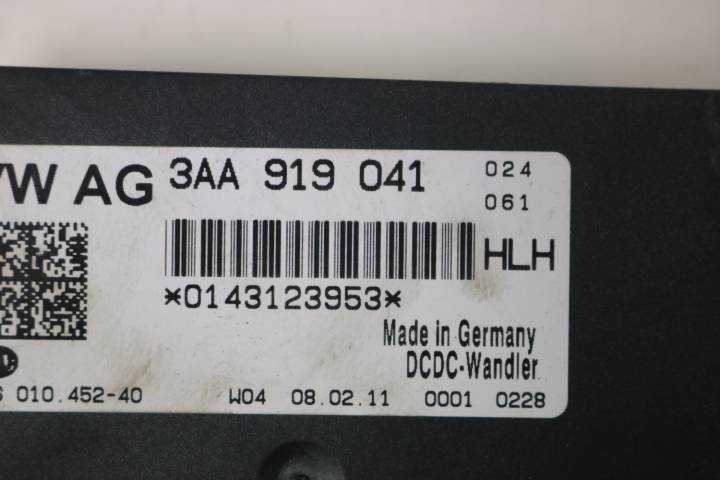 VW AG 3AA 919 041 024
061
HLH
*0143123953*
Made in Germany
DCDC-Wandler
010.452-40 W04 08.02.11 0001 0228